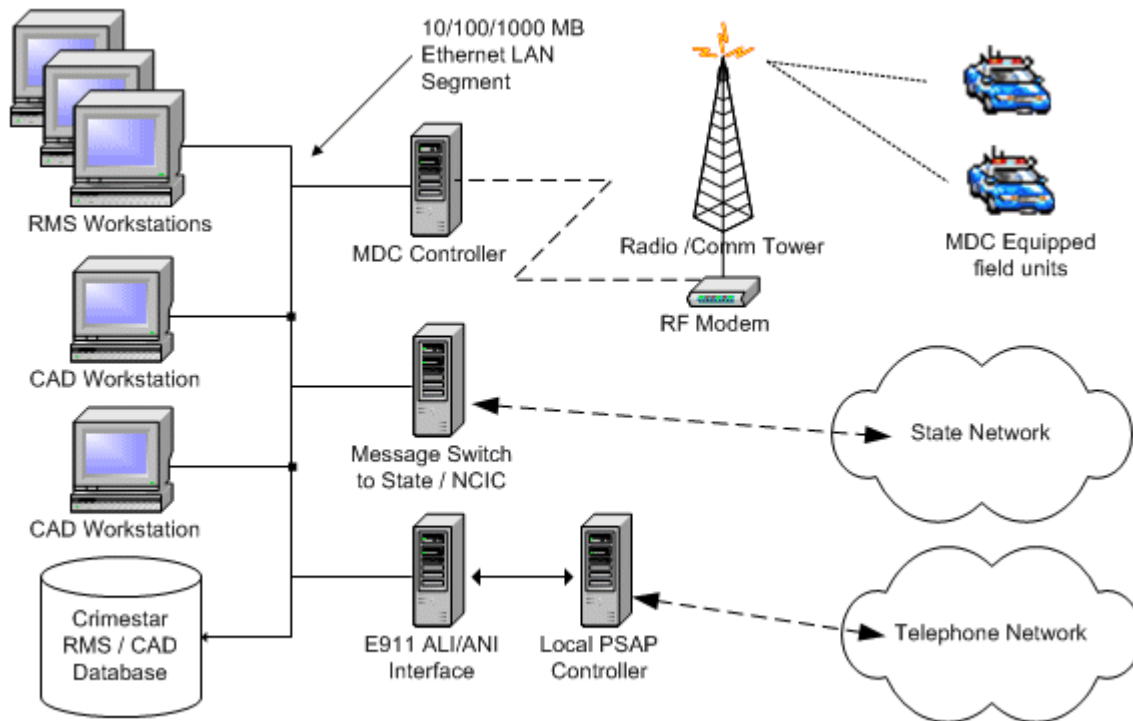 10/100/1000 MB
Ethernet LAN
Segment
RMS Workstations
MDC Controller
Radio /Comm Tower
MDC Equipped
field units
RF Modem
CAD Workstation
Message Switch
to State / NCIC
State Network
CAD Workstation
Crimestar
RMS / CAD
Database
E911 ALI/ANI
Interface
Local PSAP
Controller
Telephone Network